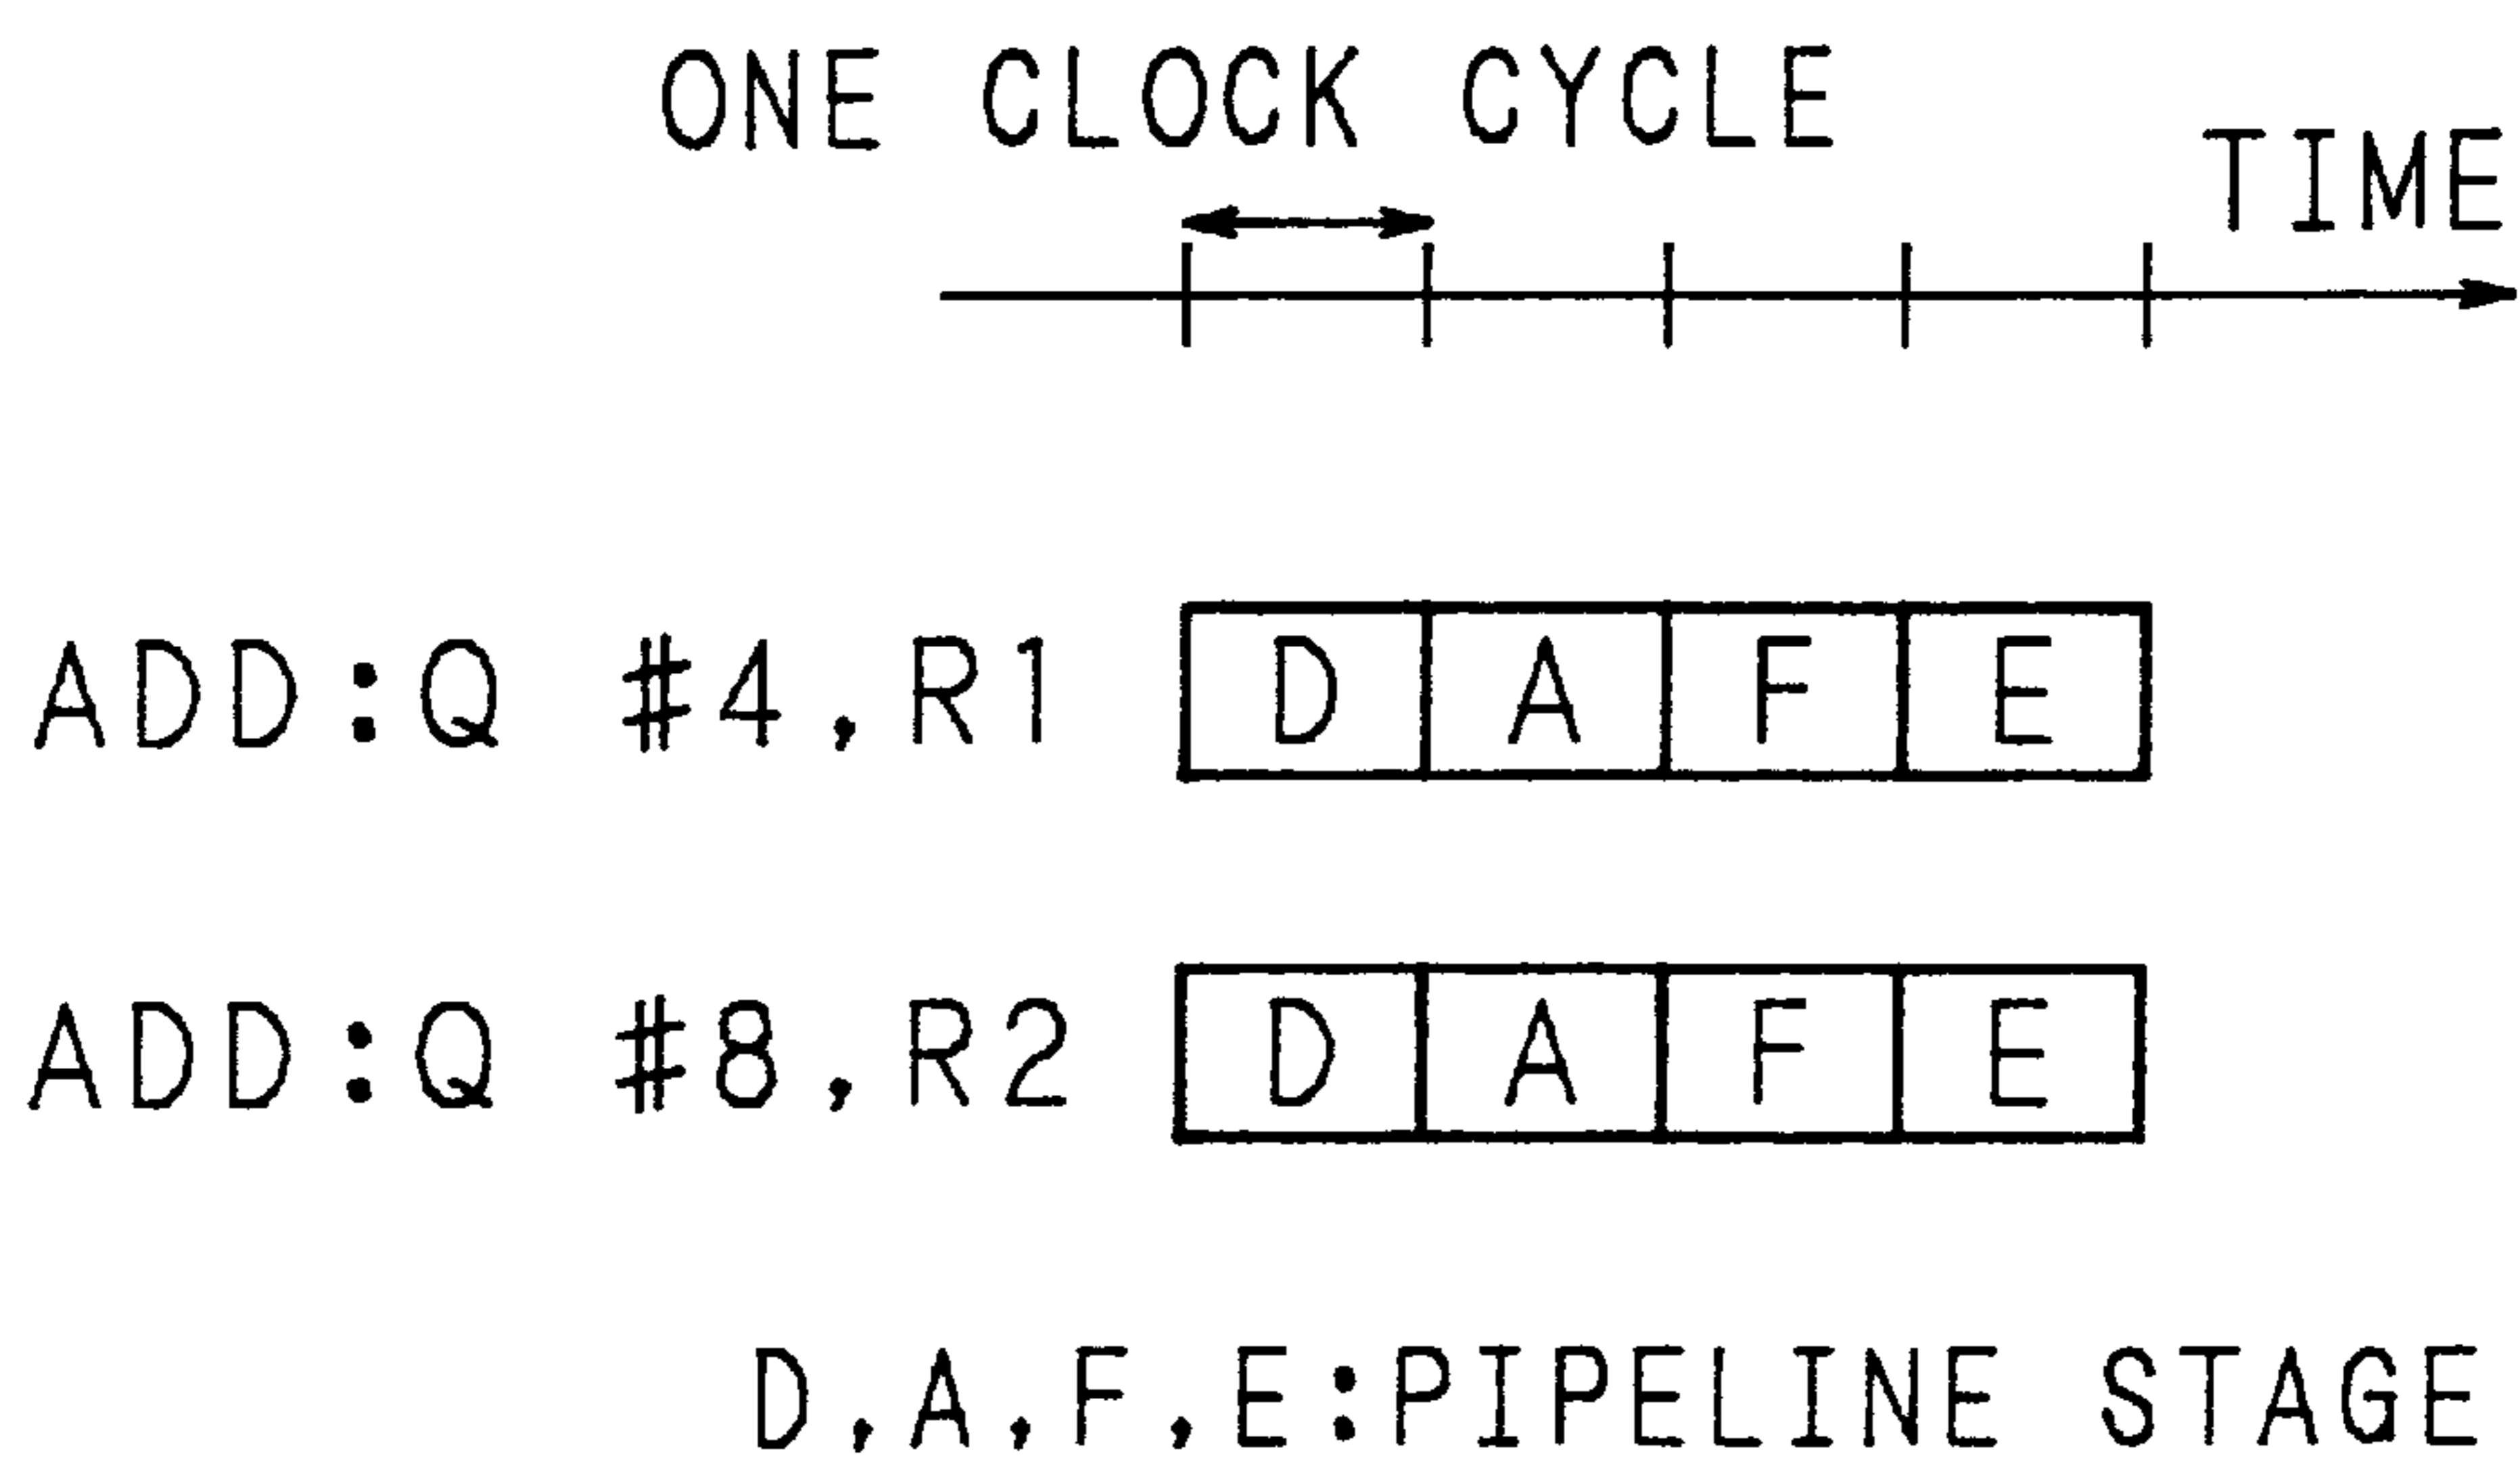 ONE CLOCK CYCLE
TIME
ADD:Q #4,R1 D A F E
ADD:Q #8,R2 D A F E
D,A,F,E:PIPELINE STAGE